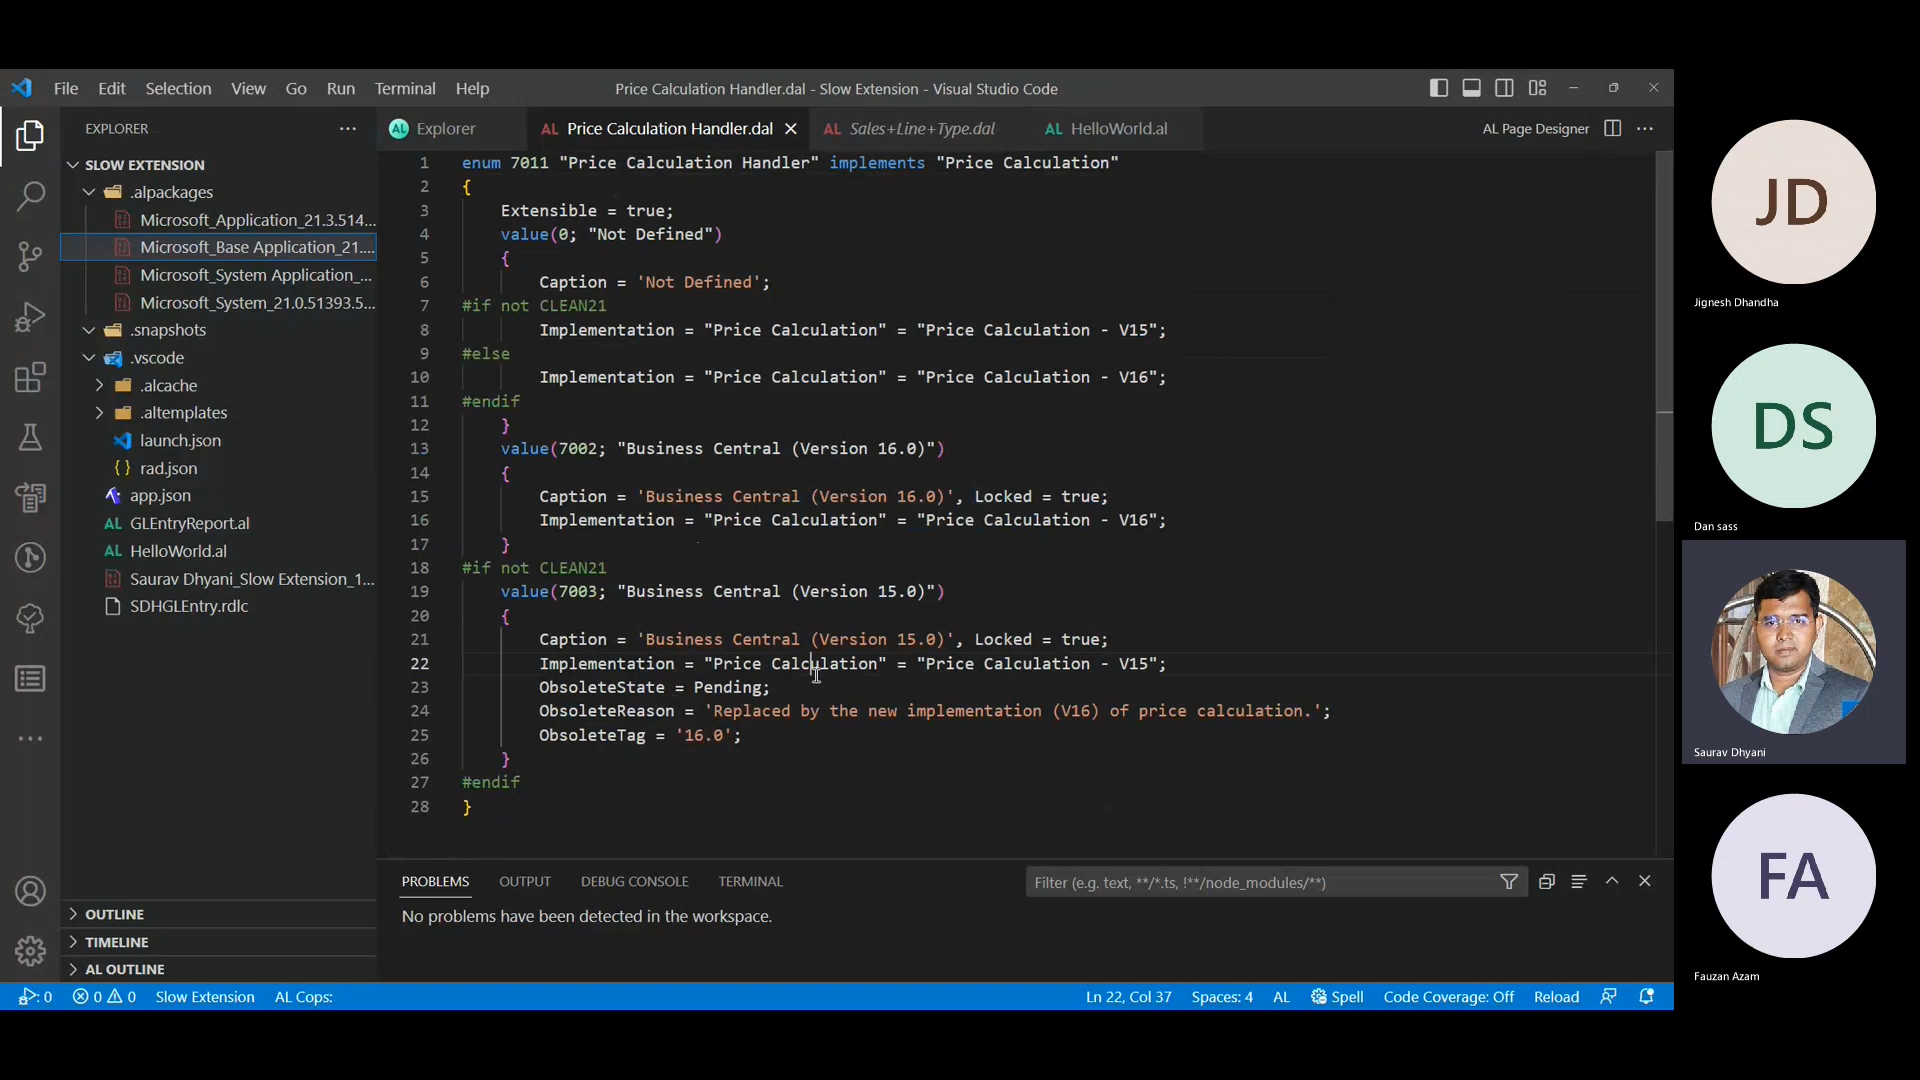 File Edit Selection View Go Run Terminal Help
Price Calculation Handler.dal - Slow Extension - Visual Studio Code
EXPLORER
SLOW EXTENSION
.alpackages
Microsoft_Application_21.3.514...
Microsoft_Base Application_21....
Microsoft_System Application_...
Microsoft_System_21.0.51393.5...
.snapshots
.vscode
.alcache
.altemplates
launch.json
rad.json
app.json
AL GLEntryReport.al
AL HelloWorld.al
Saurav Dhyani_Slow Extension_1...
SDHGLEntry.rdlc
OUTLINE
TIMELINE
AL OUTLINE
AL Explorer
AL Price Calculation Handler.dal
AL Sales+Line+Type.dal
AL HelloWorld.al
AL Page Designer
1 enum 7011 "Price Calculation Handler" implements "Price Calculation"
2 {
3 Extensible = true;
4 value(0; "Not Defined")
5 {
6 Caption = 'Not Defined';
7 #if not CLEAN21
8 Implementation = "Price Calculation" = "Price Calculation - V15";
9 #else
10 Implementation = "Price Calculation" = "Price Calculation - V16";
11 #endif
12 }
13 value(7002; "Business Central (Version 16.0)")
14 {
15 Caption = 'Business Central (Version 16.0)', Locked = true;
16 Implementation = "Price Calculation" = "Price Calculation - V16";
17 }
18 #if not CLEAN21
19 value(7003; "Business Central (Version 15.0)")
20 {
21 Caption = 'Business Central (Version 15.0)', Locked = true;
22 Implementation = "Price Calculation" = "Price Calculation - V15";
23 ObsoleteState = Pending;
24 ObsoleteReason = 'Replaced by the new implementation (V16) of price calculation.';
25 ObsoleteTag = '16.0';
26 }
27 #endif
28 }
PROBLEMS OUTPUT DEBUG CONSOLE TERMINAL
Filter (e.g. text, **/*.ts, !**/node_modules/**)
No problems have been detected in the workspace.
: 0 0 0 Slow Extension AL Cops:
Ln 22, Col 37 Spaces: 4 AL Spell Code Coverage: Off Reload
JD
Jignesh Dhandha
DS
Dan sass
Saurav Dhyani
FA
Fauzan Azam